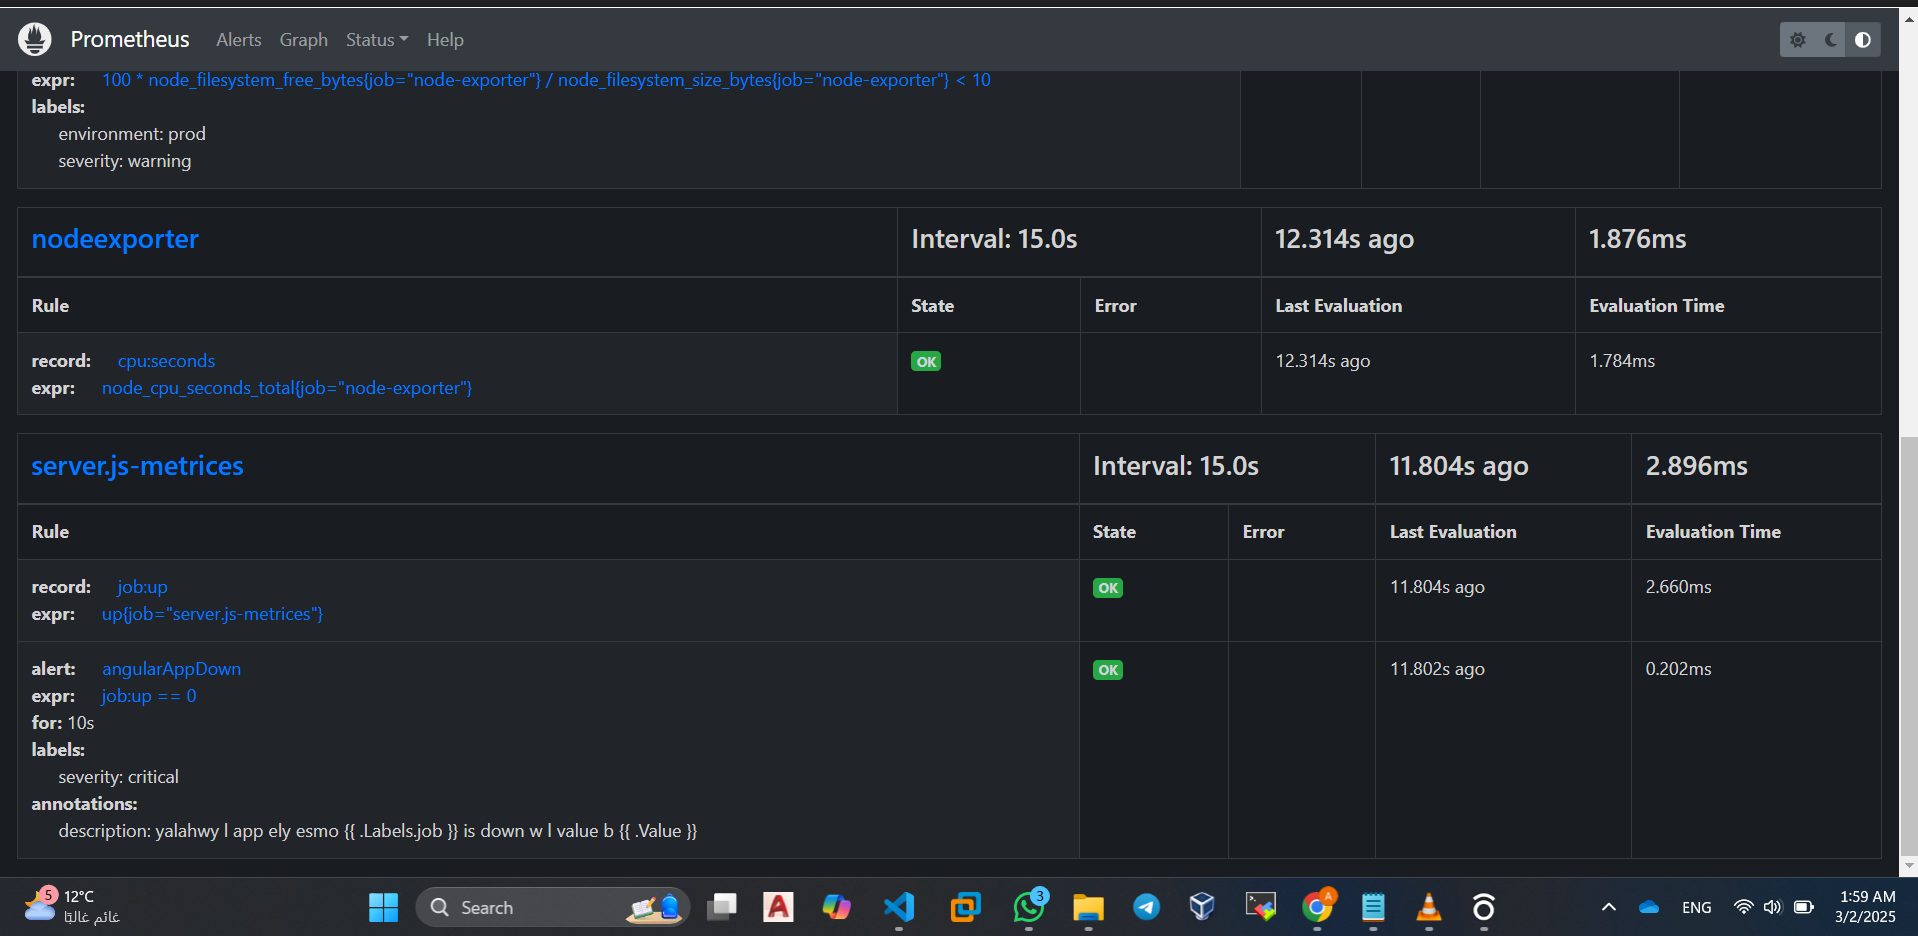 Prometheus Alerts Graph Status Help
expr: 100 * node_filesystem_free_bytes{job="node-exporter"} / node_filesystem_size_bytes{job="node-exporter"} < 10
labels:
environment: prod
severity: warning
nodeexporter Interval: 15.0s 12.314s ago 1.876ms
Rule State Error Last Evaluation Evaluation Time
record: cpu:seconds OK 12.314s ago 1.784ms
expr: node_cpu_seconds_total{job="node-exporter"}
server.js-metrices Interval: 15.0s 11.804s ago 2.896ms
Rule State Error Last Evaluation Evaluation Time
record: job:up OK 11.804s ago 2.660ms
expr: up{job="server.js-metrices"}
alert: angularAppDown OK 11.802s ago 0.202ms
expr: job:up == 0
for: 10s
labels:
severity: critical
annotations:
description: yalahwy l app ely esmo {{ .Labels.job }} is down w l value b {{ .Value }}
5 12°C
غائم غالبًا
Search
3
A
ENG
1:59 AM
3/2/2025